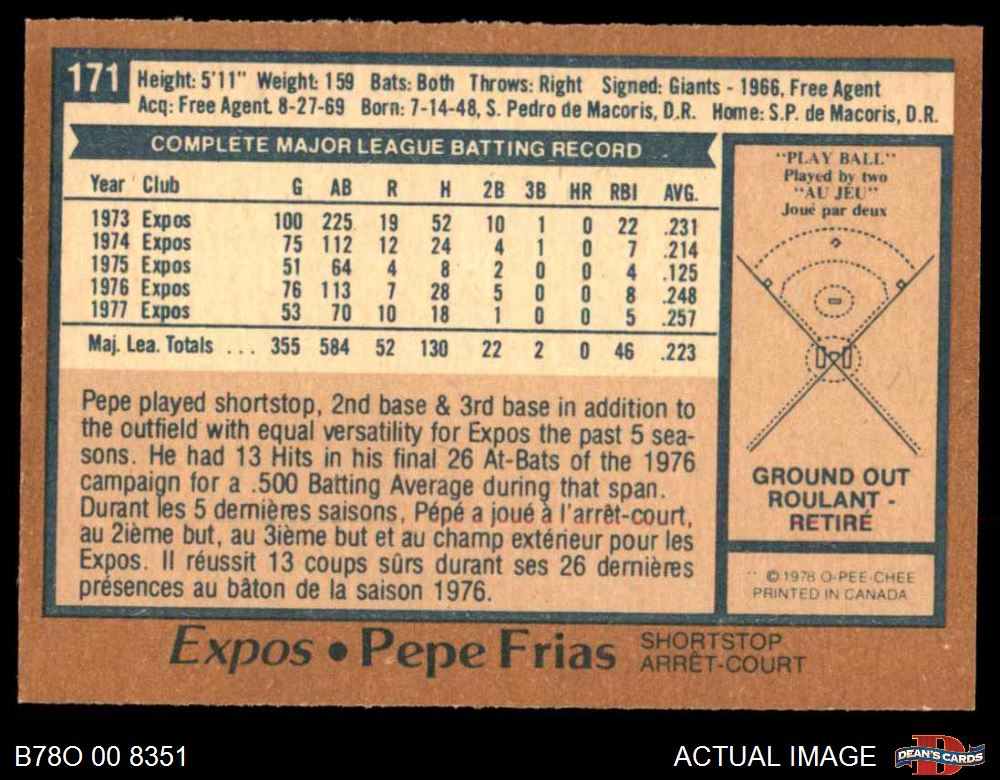 171 Height: 5'11" Weight: 159 Bats: Both Throws: Right Signed: Giants - 1966, Free Agent
Acq: Free Agent. 8-27-69 Born: 7-14-48, S. Pedro de Macoris, D.R. Home: S.P. de Macoris, D.R.
COMPLETE MAJOR LEAGUE BATTING RECORD
Year Club G AB R H 2B 3B HR RBI AVG.
1973 Expos 100 225 19 52 10 1 0 22 .231
1974 Expos 75 112 12 24 4 1 0 7 .214
1975 Expos 51 64 4 8 2 0 0 4 .125
1976 Expos 76 113 7 28 5 0 0 8 .248
1977 Expos 53 70 10 18 1 0 0 5 .257
Maj. Lea. Totals ... 355 584 52 130 22 2 0 46 .223
Pepe played shortstop, 2nd base & 3rd base in addition to
the outfield with equal versatility for Expos the past 5 sea-
sons. He had 13 Hits in his final 26 At-Bats of the 1976
campaign for a .500 Batting Average during that span.
Durant les 5 dernières saisons, Pépé a joué à l'arrêt-court,
au 2ième but, au 3ième but et au champ extérieur pour les
Expos. Il réussit 13 coups sûrs durant ses 26 dernières
présences au bâton de la saison 1976.
"PLAY BALL"
Played by two
"AU JEU"
Joué par deux
GROUND OUT
ROULANT -
RETIRÉ
© 1978 O-PEE-CHEE
PRINTED IN CANADA
Expos • Pepe Frias
SHORTSTOP
ARRÊT-COURT
B78O 00 8351
ACTUAL IMAGE
DEAN'S CARDS